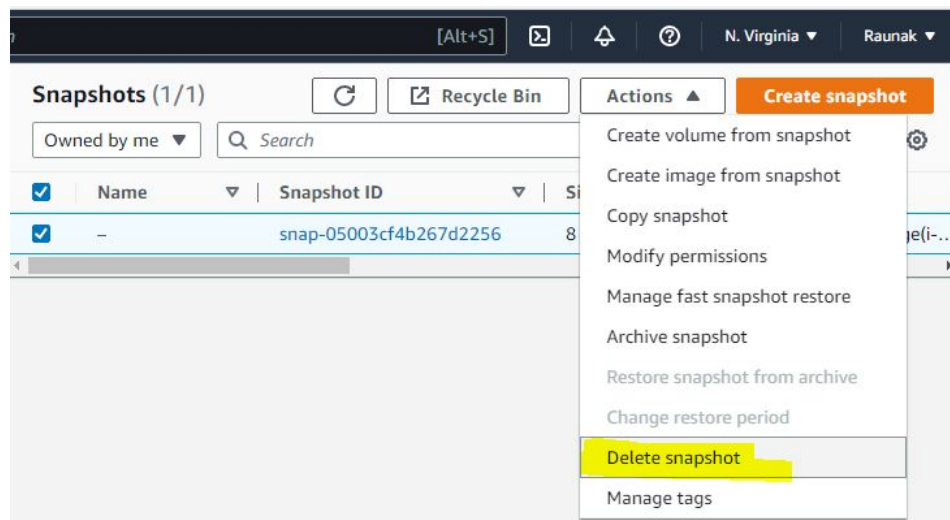 [Alt+S] N. Virginia ▼ Raunak ▼
Snapshots (1/1) Recycle Bin Actions ▲ Create snapshot
Owned by me ▼ Search
Create volume from snapshot
Create image from snapshot
Name Snapshot ID
Copy snapshot
– snap-05003cf4b267d2256 8
Modify permissions
Manage fast snapshot restore
Archive snapshot
Restore snapshot from archive
Change restore period
Delete snapshot
Manage tags